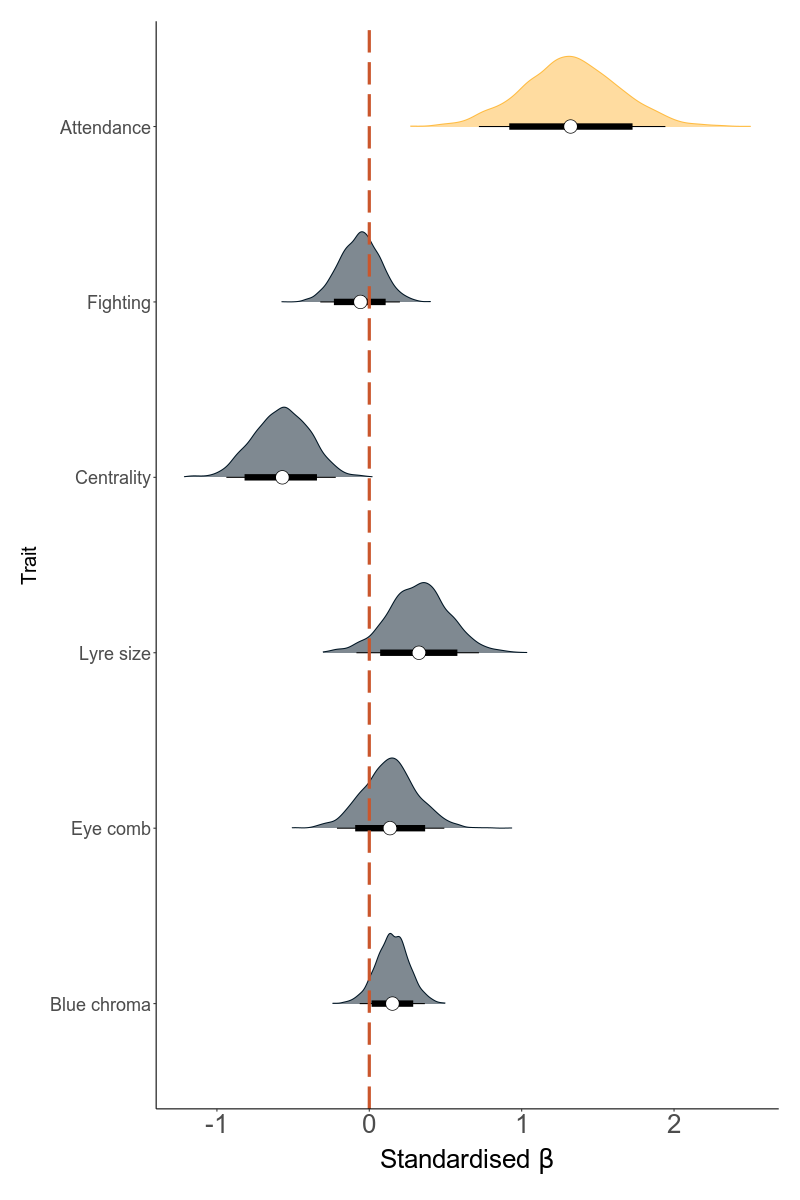 Attendance
Fighting
Centrality
Trait
Lyre size
Eye comb
Blue chroma
-1 0 1 2
Standardised β